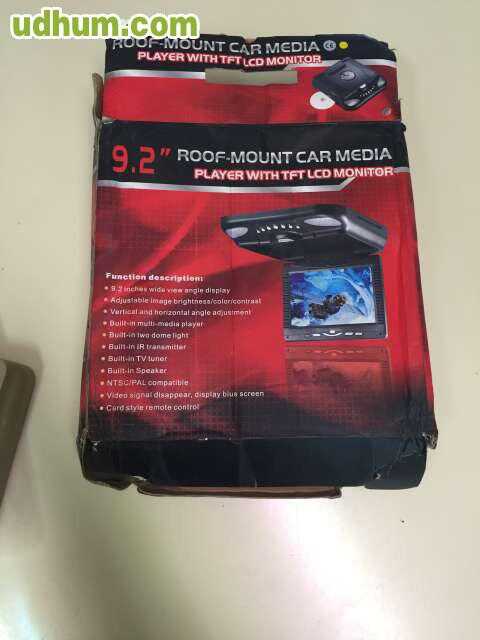 udhum.com
ROOF-MOUNT CAR MEDIA
PLAYER WITH TFT LCD MONITOR
9.2" ROOF-MOUNT CAR MEDIA
PLAYER WITH TFT LCD MONITOR
Function description:
• 9.2 inches wide view angle display
• Adjustable image brightness/color/contrast
• Vertical and horizontal angle adjustment
• Built-in multi-media player
• Built-in two dome light
• Built-in IR transmitter
• Built-in TV tuner
• Built-in Speaker
• NTSC/PAL compatible
• Video signal disappear, display blue screen
• Card style remote control